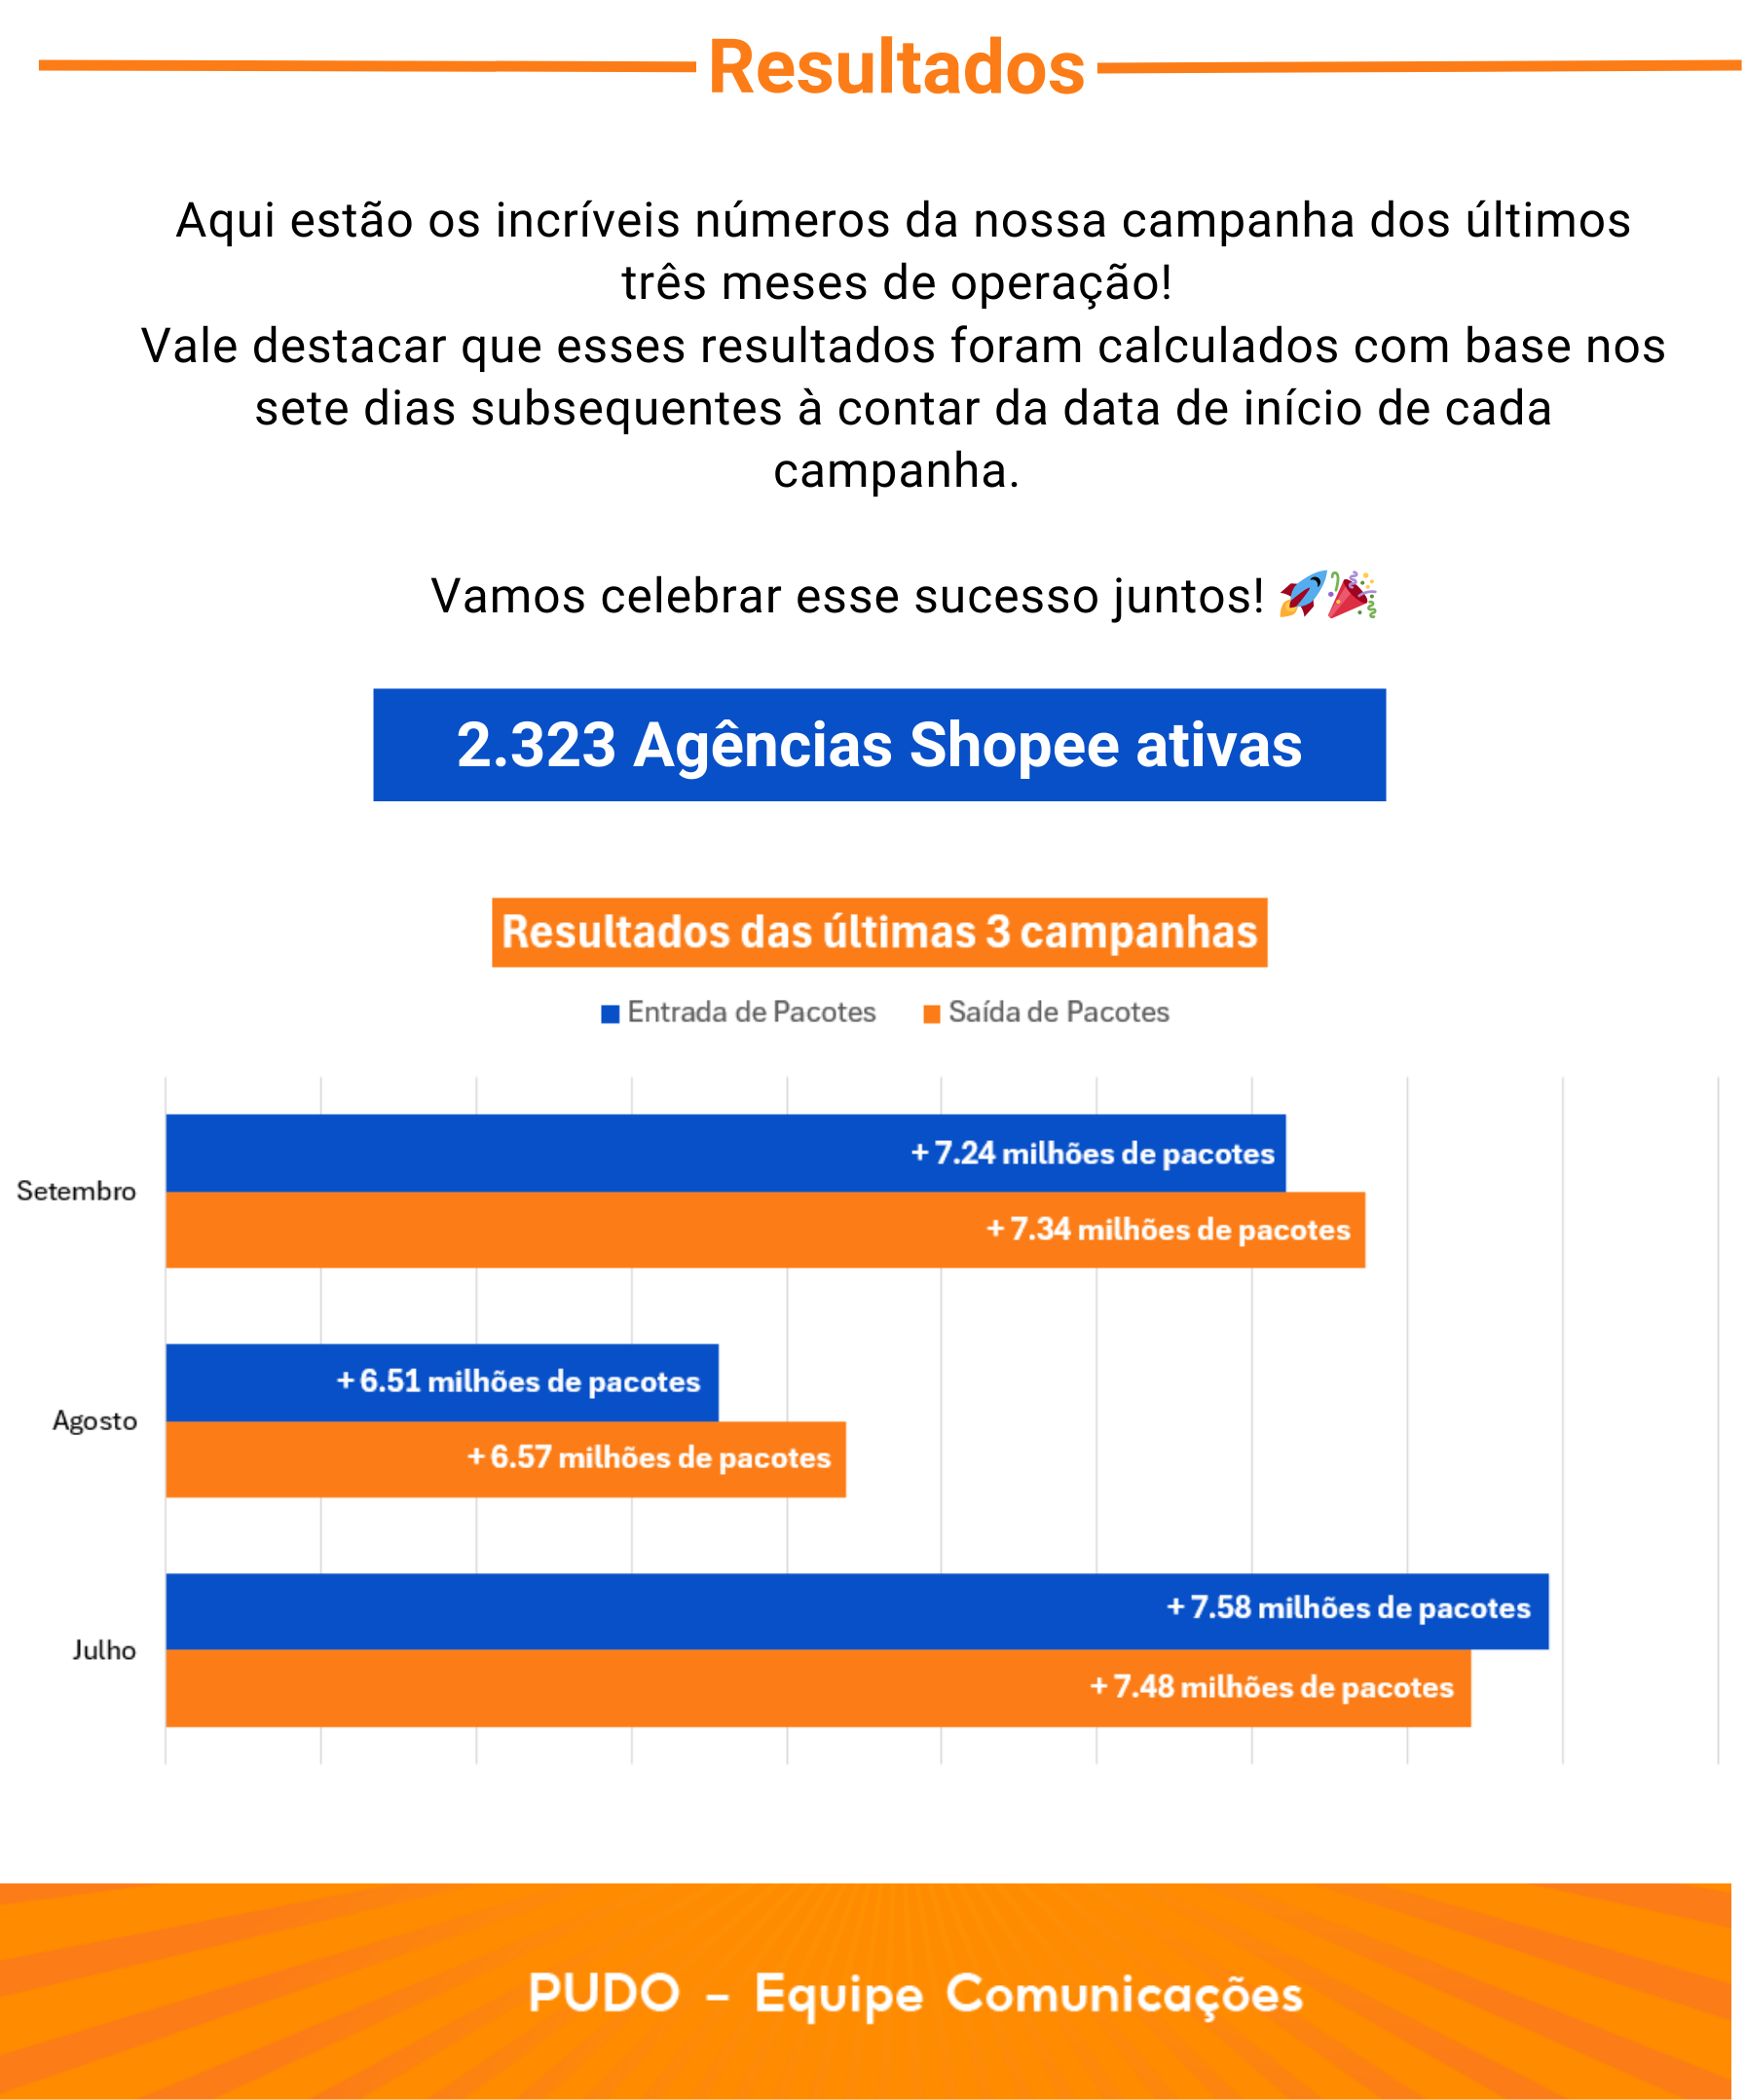 Resultados
Aqui estão os incríveis números da nossa campanha dos últimos
três meses de operação!
Vale destacar que esses resultados foram calculados com base nos
sete dias subsequentes à contar da data de início de cada
campanha.
Vamos celebrar esse sucesso juntos! 🚀🎉
2.323 Agências Shopee ativas
Resultados das últimas 3 campanhas
Entrada de Pacotes
Saída de Pacotes
Setembro
+ 7.24 milhões de pacotes
+ 7.34 milhões de pacotes
Agosto
+ 6.51 milhões de pacotes
+ 6.57 milhões de pacotes
Julho
+ 7.58 milhões de pacotes
+ 7.48 milhões de pacotes
PUDO - Equipe Comunicações